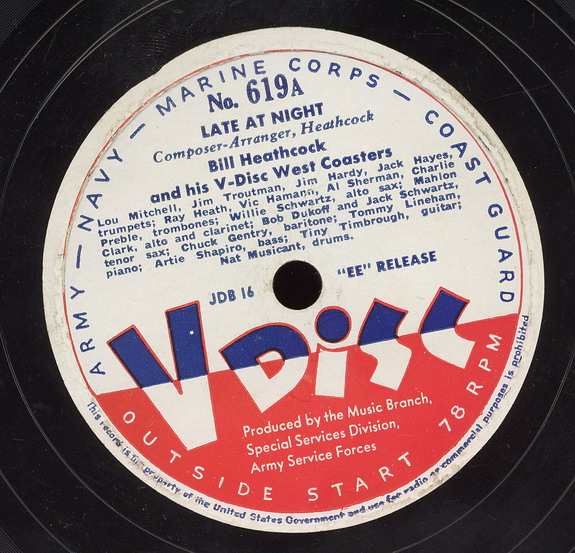 ARMY — NAVY — MARINE CORPS — COAST GUARD
No. 619A
LATE AT NIGHT
Composer-Arranger, Heathcock
Bill Heathcock
and his V-Disc West Coasters
Lou Mitchell, Jim Troutman, Jim Hardy, Jack Hayes,
trumpets; Ray Heath, Vic Hamann, Al Sherman, Charlie
Preble, trombones; Willie Schwartz, alto sax; Mahlon
Clark, alto and clarinet; Bob Dukoff and Jack Schwartz,
tenor sax; Chuck Gentry, baritone; Tommy Lineham,
piano; Artie Shapiro, bass; Tiny Timbrough, guitar;
Nat Musicant, drums.
JDB 16
"EE" RELEASE
V DISC
Produced by the Music Branch,
Special Services Division,
Army Service Forces
OUTSIDE START 78 RPM
This record is the property of the United States Government and use for radio or commercial purposes is prohibited